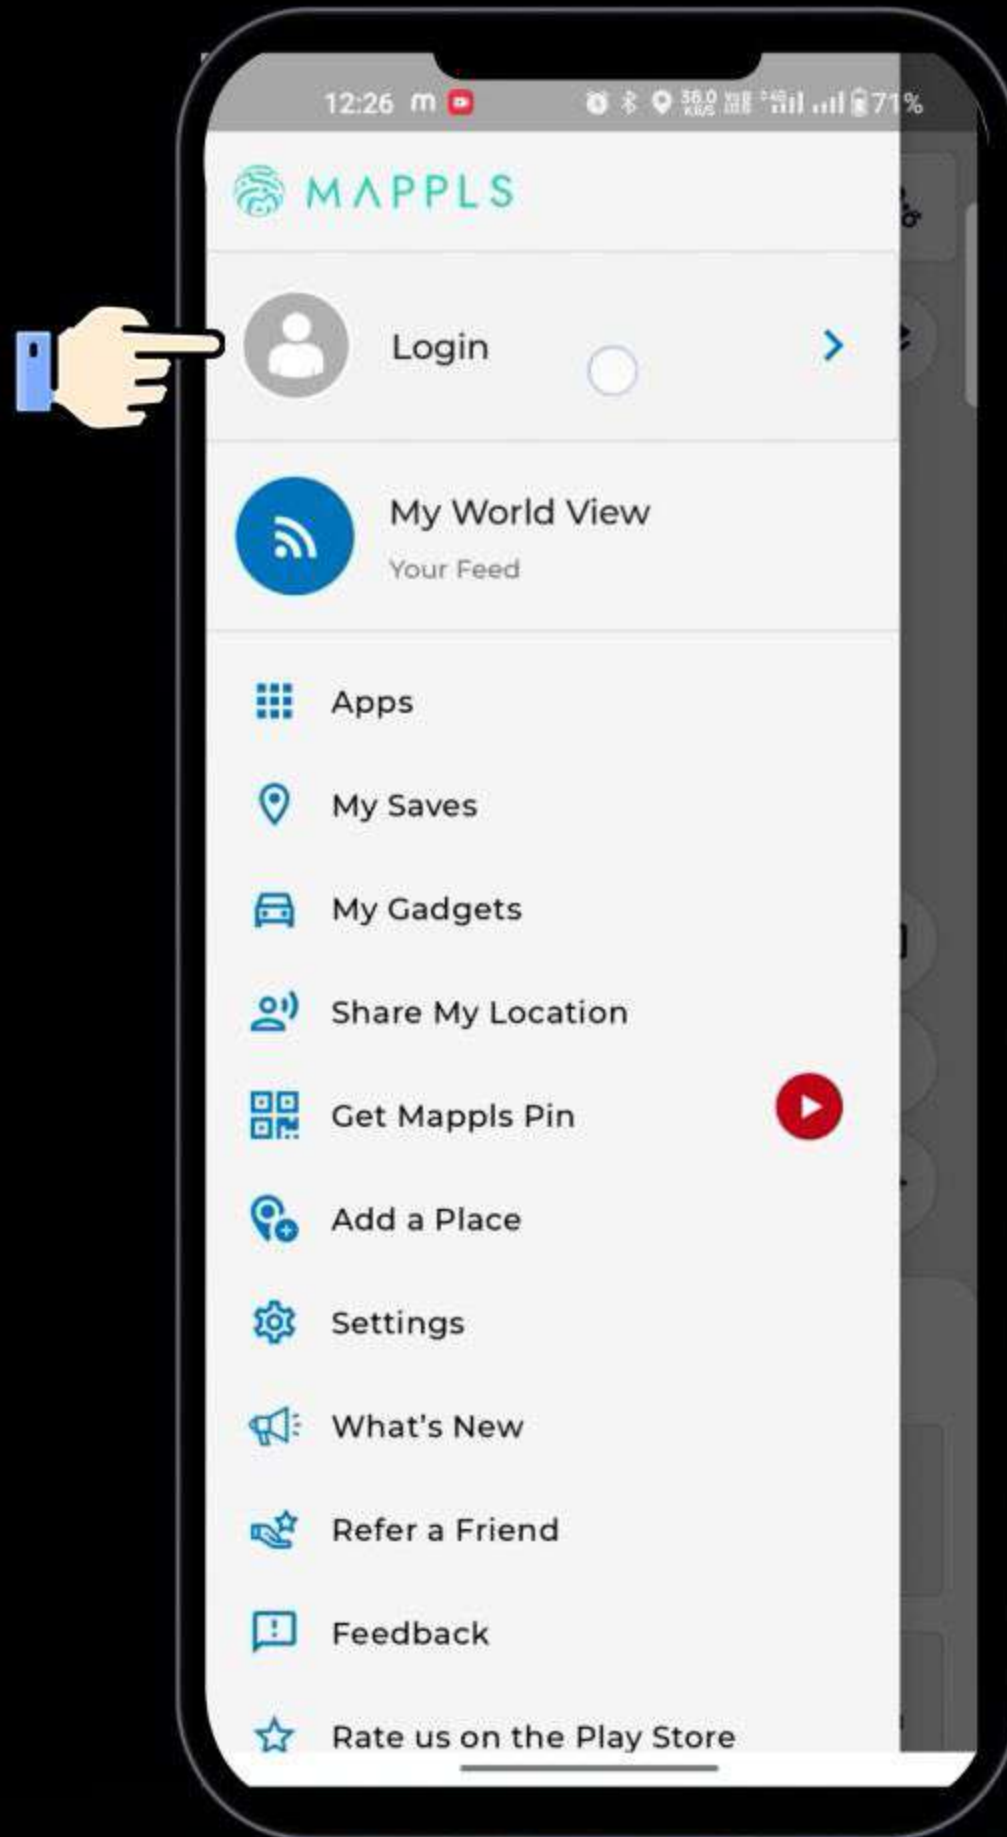 12:26 m 71%
MAPPLS
Login
My World View
Your Feed
Apps
My Saves
My Gadgets
Share My Location
Get Mappls Pin
Add a Place
Settings
What's New
Refer a Friend
Feedback
Rate us on the Play Store